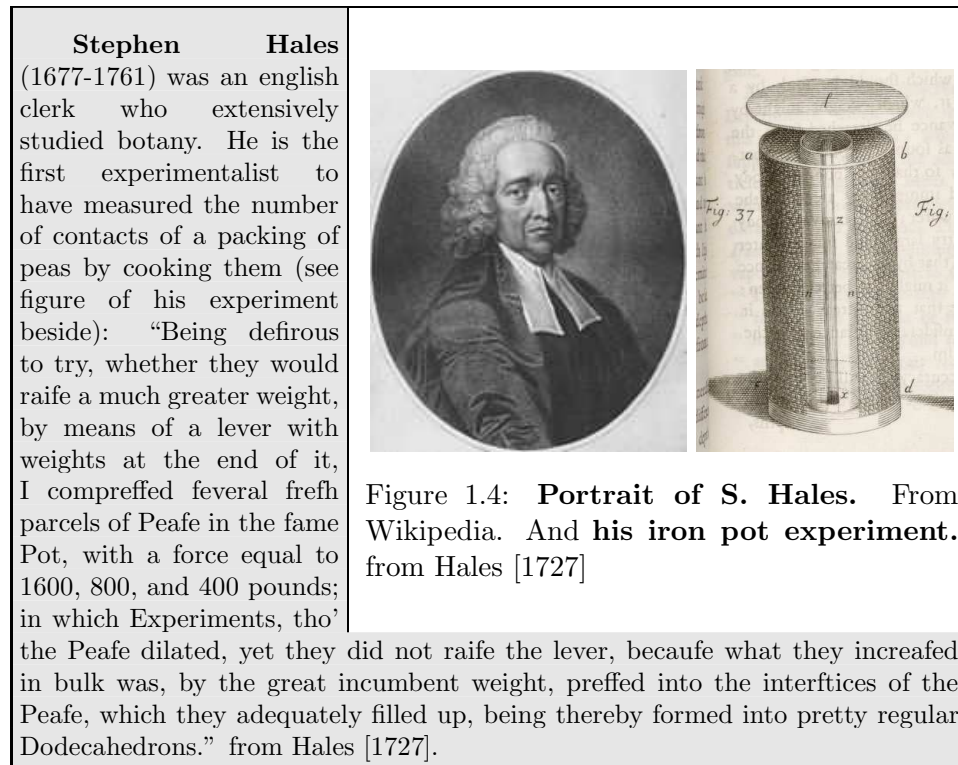 Stephen Hales
(1677-1761) was an english
clerk who extensively
studied botany. He is the
first experimentalist to
have measured the number
of contacts of a packing of
peas by cooking them (see
figure of his experiment
beside): “Being defirous
to try, whether they would
raife a much greater weight,
by means of a lever with
weights at the end of it,
I compreffed feveral frefh
parcels of Peafe in the fame
Pot, with a force equal to
1600, 800, and 400 pounds;
in which Experiments, tho’
the Peafe dilated, yet they did not raife the lever, becaufe what they increafed
in bulk was, by the great incumbent weight, preffed into the interftices of the
Peafe, which they adequately filled up, being thereby formed into pretty regular
Dodecahedrons.” from Hales [1727].
f
a
b
Fig: 37
z
Fig:
n
n
c
d
x
Figure 1.4: Portrait of S. Hales. From
Wikipedia. And his iron pot experiment.
from Hales [1727]